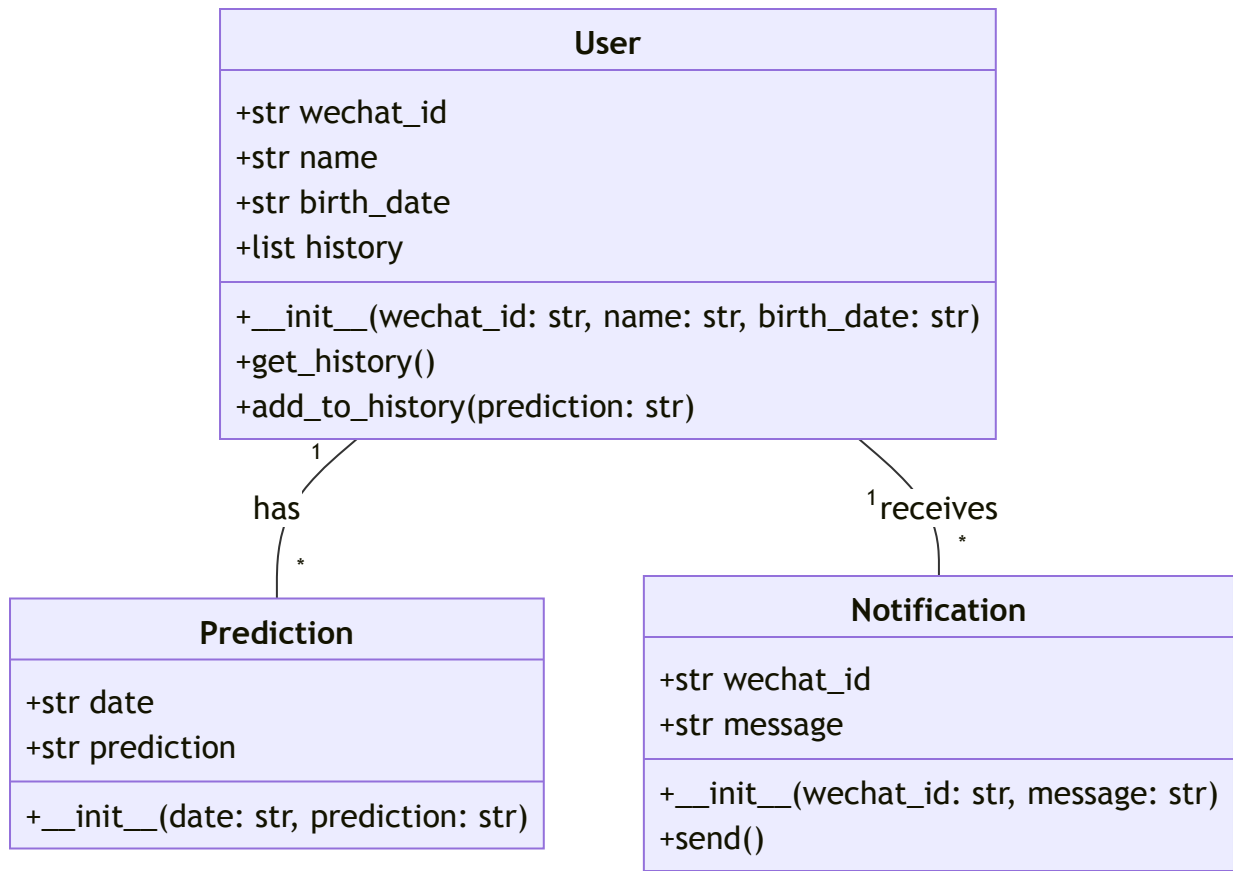 User
+str wechat_id
+str name
+str birth_date
+list history
+__init__(wechat_id: str, name: str, birth_date: str)
+get_history()
+add_to_history(prediction: str)
1
has
*
1
receives
*
Prediction
+str date
+str prediction
+__init__(date: str, prediction: str)
Notification
+str wechat_id
+str message
+__init__(wechat_id: str, message: str)
+send()